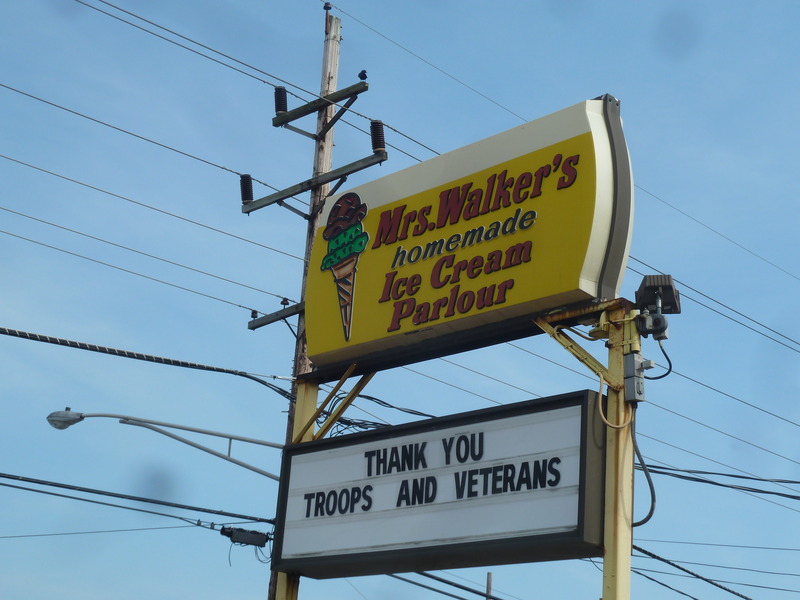 Mrs. Walker's
homemade
Ice Cream
Parlour
THANK YOU
TROOPS AND VETERANS